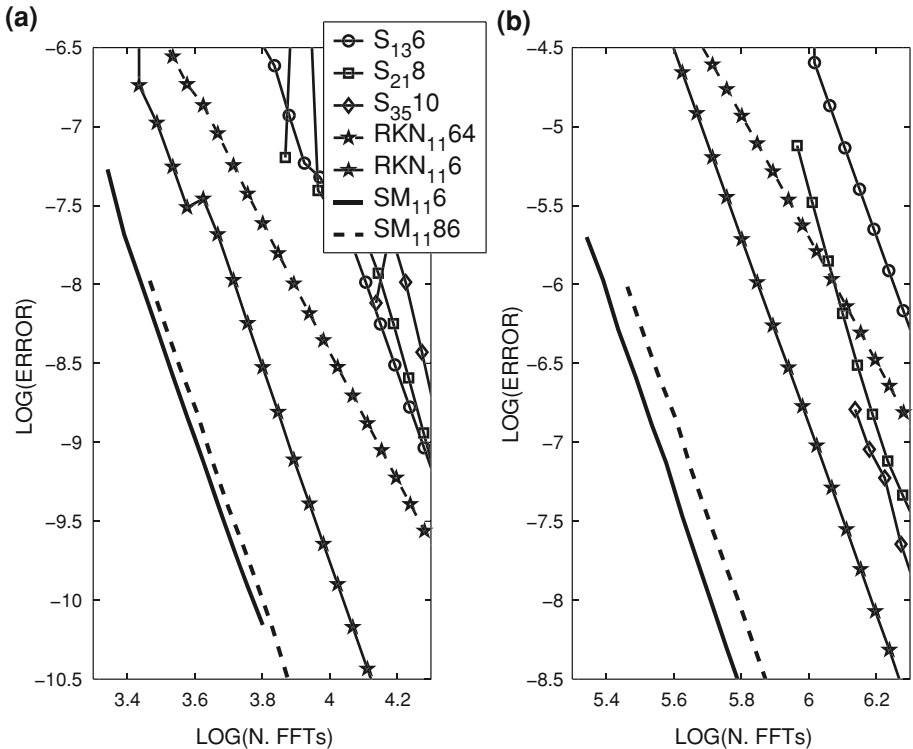 (a)
−6.5
−7
−7.5
−8
−8.5
−9
−9.5
−10
−10.5
LOG(ERROR)
3.4 3.6 3.8 4 4.2
LOG(N. FFTs)
S₁₃6
S₂₁8
S₃₅10
RKN₁₁64
RKN₁₁6
SM₁₁6
SM₁₁86
(b)
−4.5
−5
−5.5
−6
−6.5
−7
−7.5
−8
−8.5
LOG(ERROR)
5.4 5.6 5.8 6 6.2
LOG(N. FFTs)